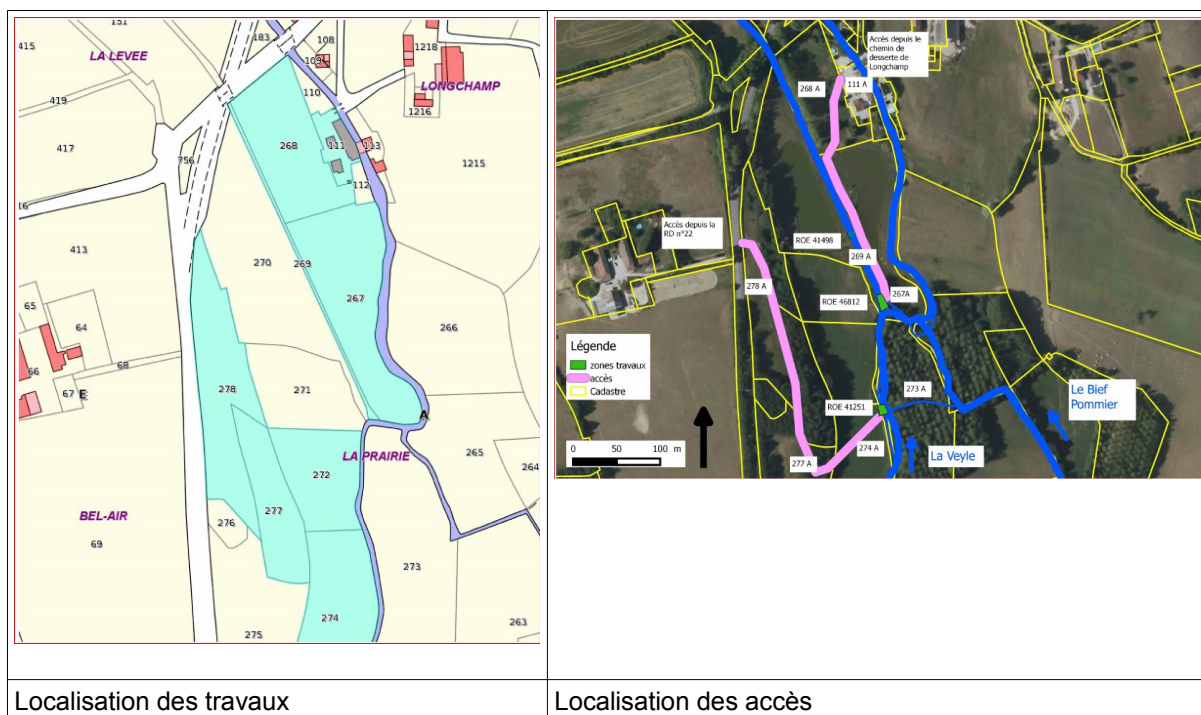 415
LA LEVEE
183
108
109
1218
LONGCHAMP
419
110
1216
268
111
113
417
756
112
1215
16
413
270
269
267
65
64
266
66
68
278
271
67 E
A
LA PRAIRIE
265
272
264
BEL-AIR
276
277
69
273
274
275
263
Accès depuis le
chemin de
desserte de
Longchamp
268 A
111 A
Accès depuis la
RD n°22
ROE 41498
269 A
278 A
267A
ROE 46812
Légende
zones travaux
accès
Cadastre
273 A
Le Bief
Pommier
ROE 41251
0 50 100 m
274 A
La Veyle
277 A
Localisation des travaux
Localisation des accès